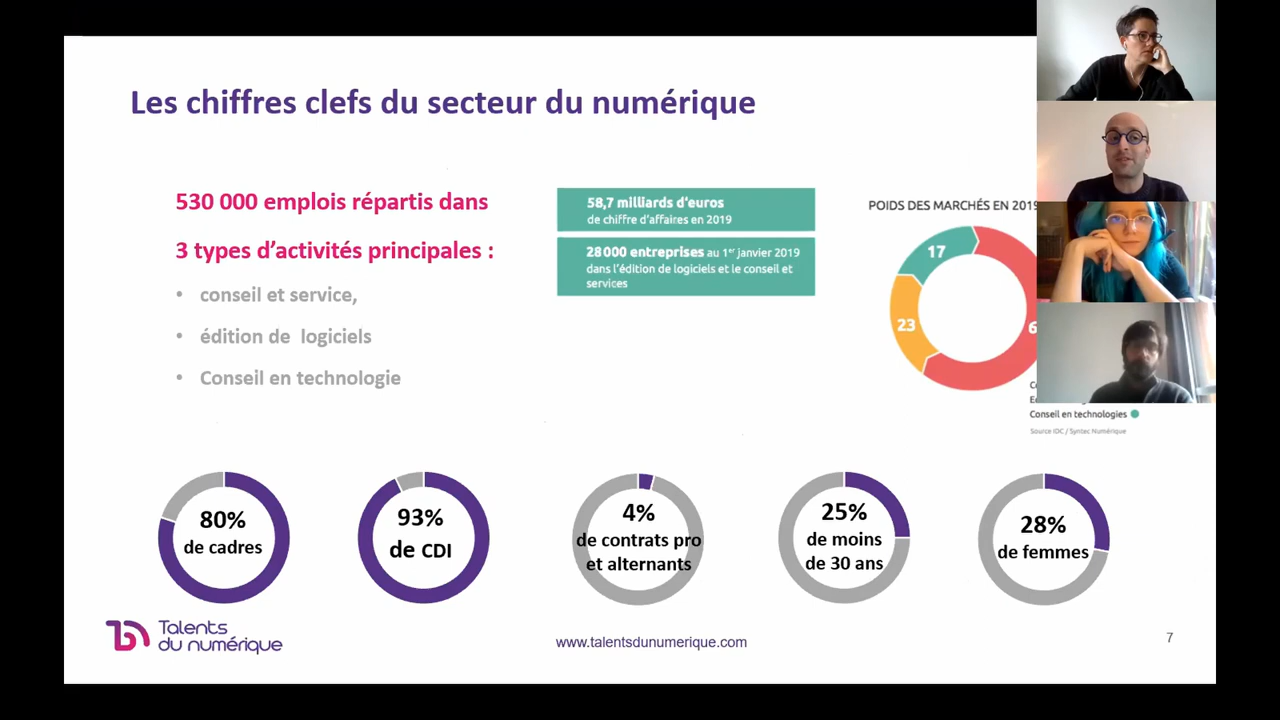 Les chiffres clefs du secteur du numérique
530 000 emplois répartis dans
3 types d’activités principales :
• conseil et service,
• édition de logiciels
• Conseil en technologie
58,7 milliards d’euros
de chiffre d’affaires en 2019
28 000 entreprises au 1er janvier 2019
dans l’édition de logiciels et le conseil et
services
POIDS DES MARCHÉS EN 2019
17
23
6
Conseil en technologies
Source IDC / Syntec Numérique
80%
de cadres
93%
de CDI
4%
de contrats pro
et alternants
25%
de moins
de 30 ans
28%
de femmes
Talents
du numérique
www.talentsdunumerique.com
7